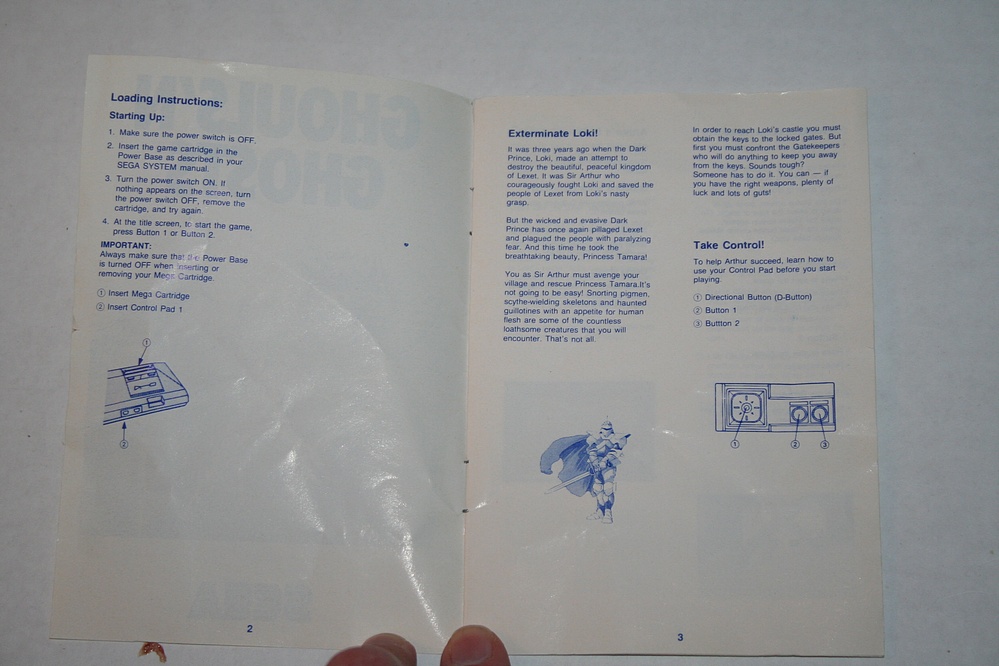 Loading Instructions:
Starting Up:
1. Make sure the power switch is OFF.
2. Insert the game cartridge in the
Power Base as described in your
SEGA SYSTEM manual.
3. Turn the power switch ON. If
nothing appears on the screen, turn
the power switch OFF, remove the
cartridge, and try again.
4. At the title screen, to start the game,
press Button 1 or Button 2.
IMPORTANT:
Always make sure that the Power Base
is turned OFF when inserting or
removing your Mega Cartridge.
① Insert Mega Cartridge
② Insert Control Pad 1
①
②
2
Exterminate Loki!
It was three years ago when the Dark
Prince, Loki, made an attempt to
destroy the beautiful, peaceful kingdom
of Lexet. It was Sir Arthur who
courageously fought Loki and saved the
people of Lexet from Loki's nasty
grasp.
But the wicked and evasive Dark
Prince has once again pillaged Lexet
and plagued the people with paralyzing
fear. And this time he took the
breathtaking beauty, Princess Tamara!
You as Sir Arthur must avenge your
village and rescue Princess Tamara.It's
not going to be easy! Snorting pigmen,
scythe-wielding skeletons and haunted
guillotines with an appetite for human
flesh are some of the countless
loathsome creatures that you will
encounter. That's not all.
In order to reach Loki's castle you must
obtain the keys to the locked gates. But
first you must confront the Gatekeepers
who will do anything to keep you away
from the keys. Sounds tough?
Someone has to do it. You can — if
you have the right weapons, plenty of
luck and lots of guts!
Take Control!
To help Arthur succeed, learn how to
use your Control Pad before you start
playing.
① Directional Button (D-Button)
② Button 1
③ Buttton 2
①
②
③
3